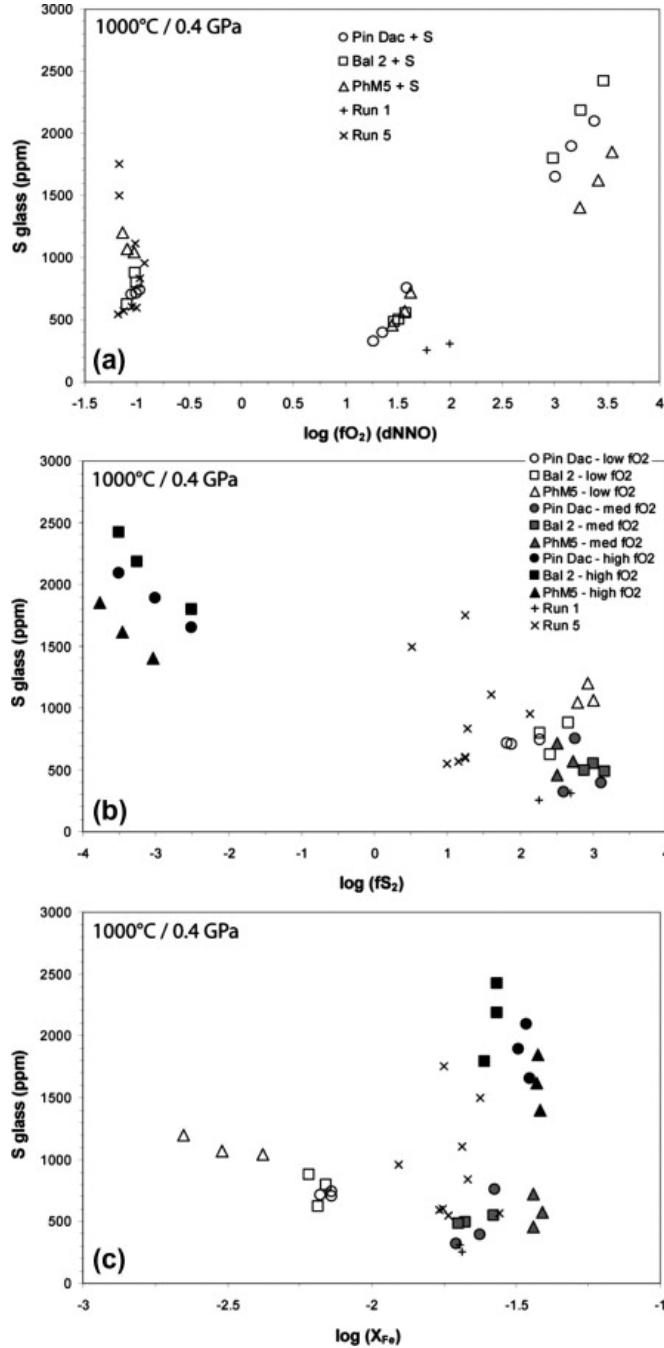 1000°C / 0.4 GPa
Pin Dac + S
Bal 2 + S
PhM5 + S
Run 1
Run 5
3000
2500
2000
1500
1000
500
0
S glass (ppm)
(a)
-1.5 -1 -0.5 0 0.5 1 1.5 2 2.5 3 3.5 4
log (fO₂) (dNNO)
1000°C / 0.4 GPa
Pin Dac - low fO2
Bal 2 - low fO2
PhM5 - low fO2
Pin Dac - med fO2
Bal 2 - med fO2
PhM5 - med fO2
Pin Dac - high fO2
Bal 2 - high fO2
PhM5 - high fO2
Run 1
Run 5
3000
2500
2000
1500
1000
500
0
S glass (ppm)
(b)
-4 -3 -2 -1 0 1 2 3 4
log (fS₂)
1000°C / 0.4 GPa
3000
2500
2000
1500
1000
500
0
S glass (ppm)
(c)
-3 -2.5 -2 -1.5 -1
log (X_Fe)